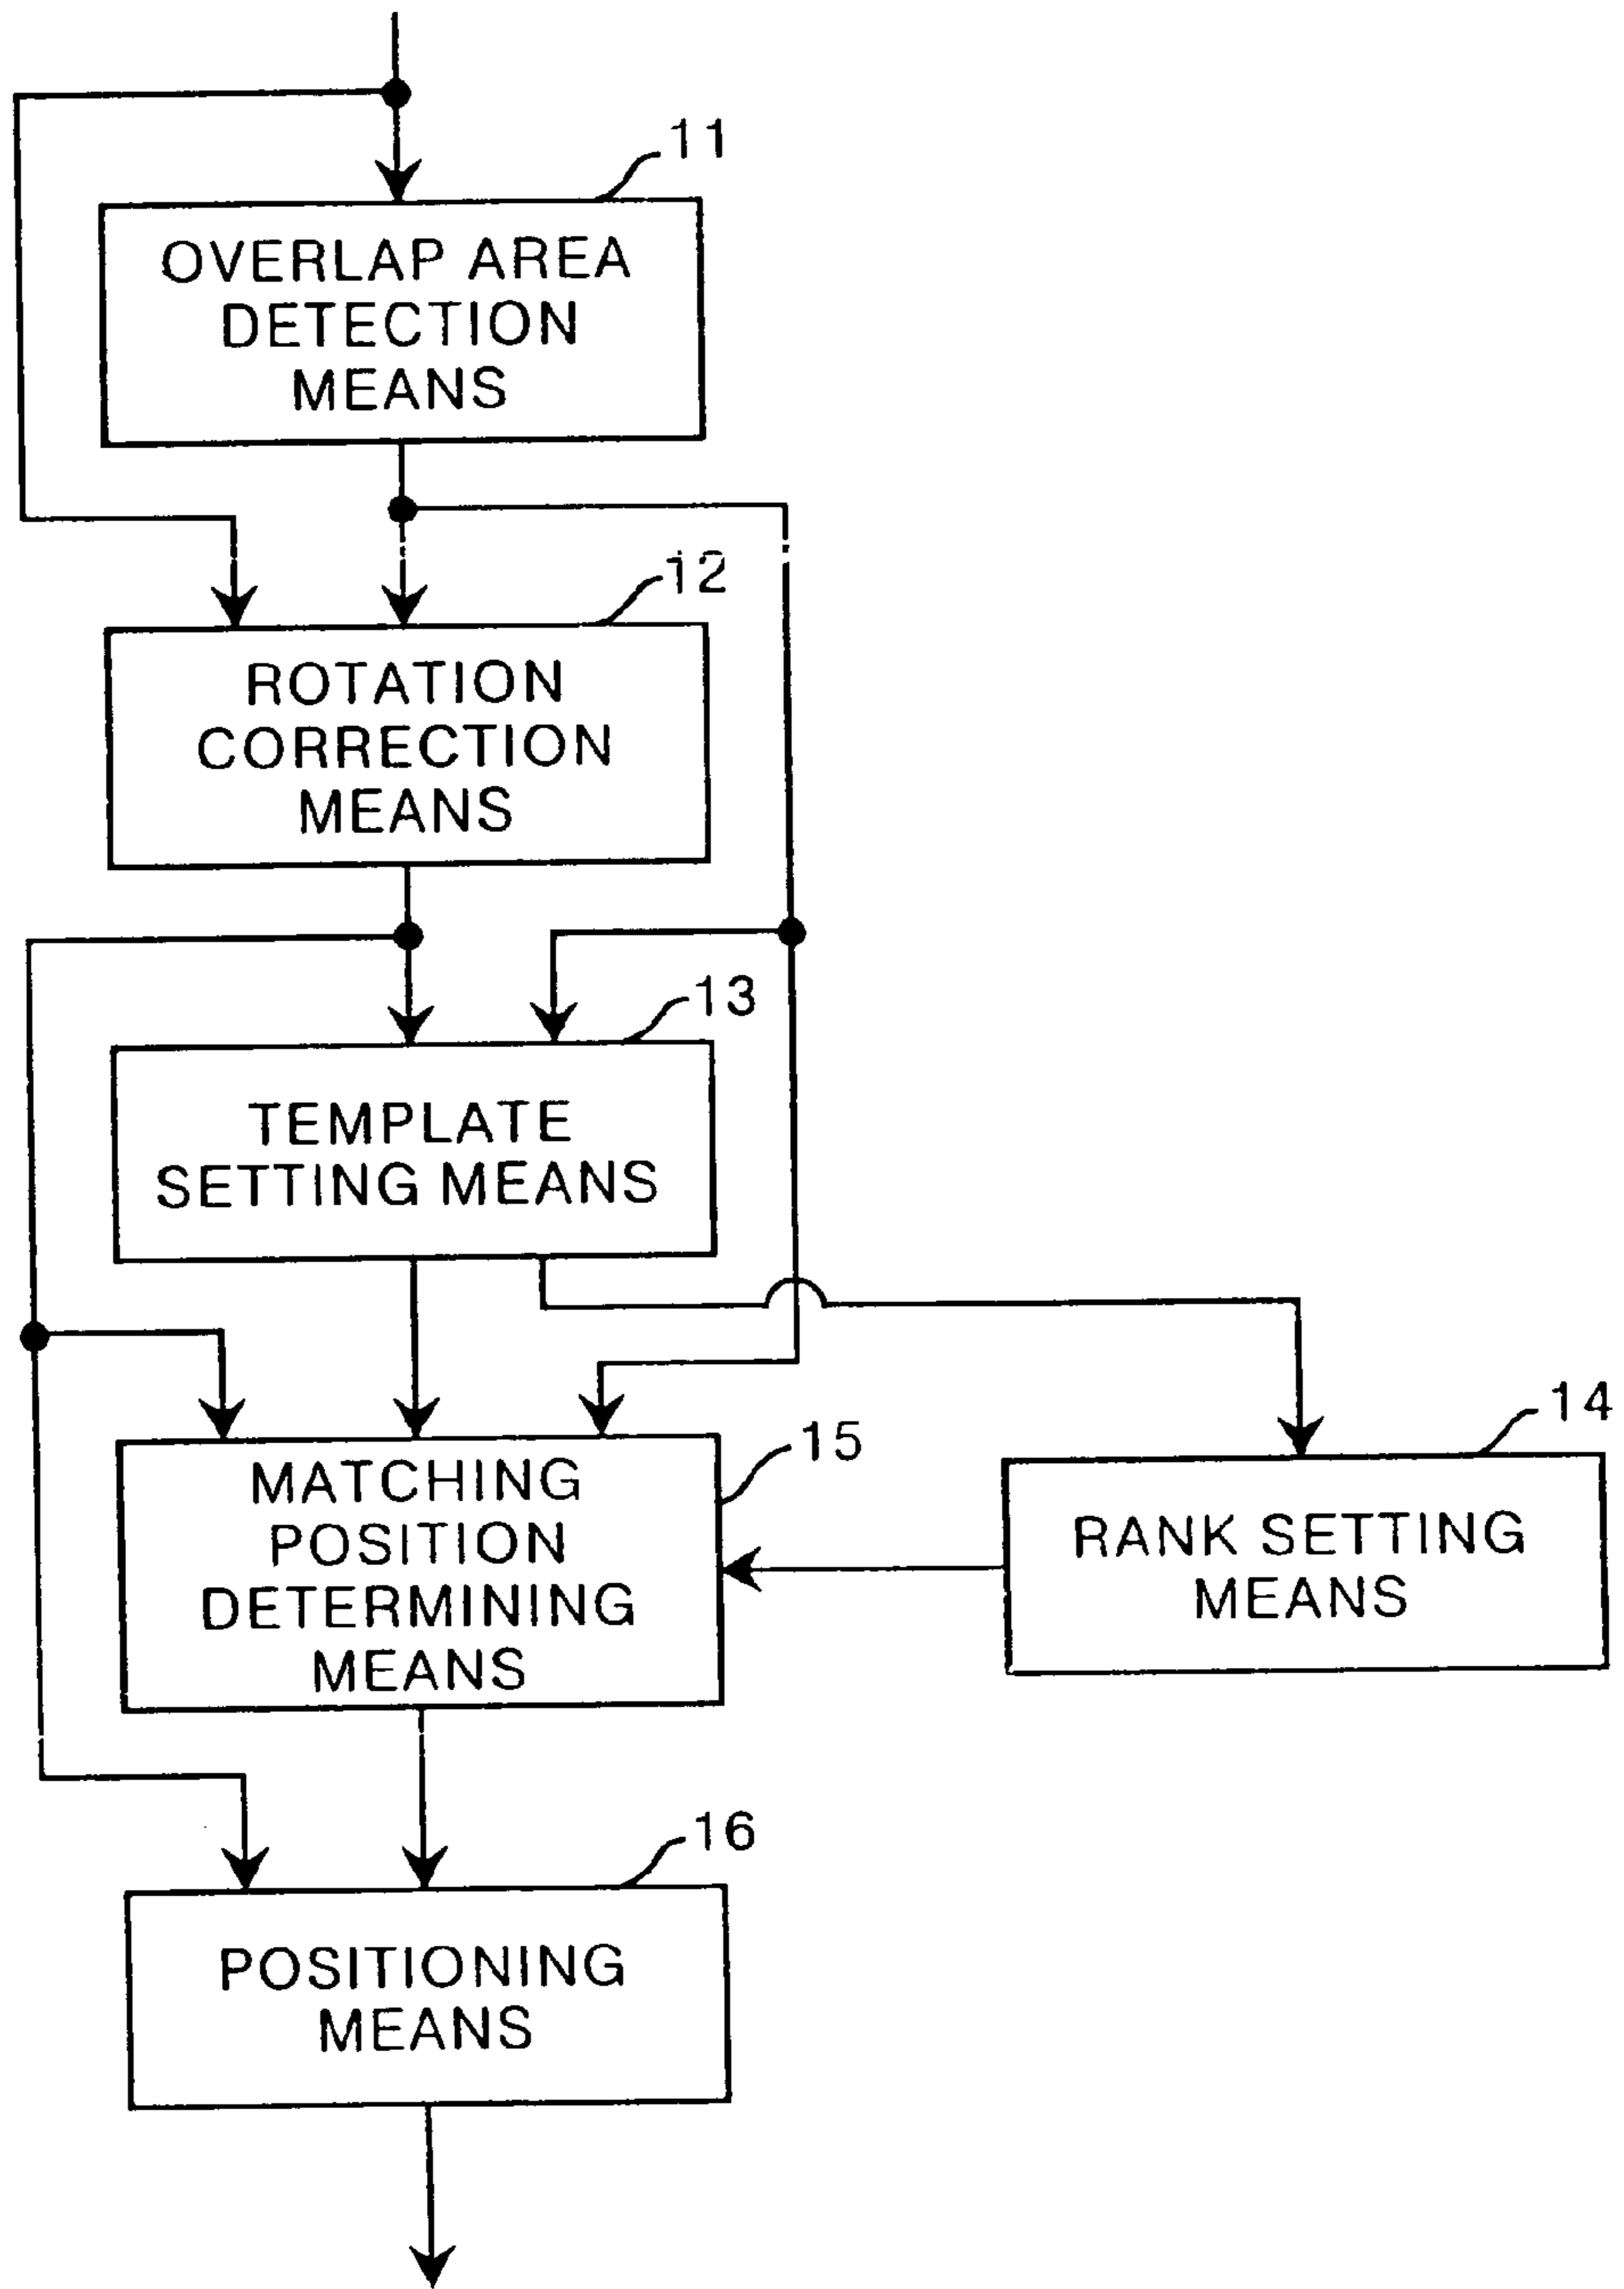 11
OVERLAP AREA
DETECTION
MEANS
12
ROTATION
CORRECTION
MEANS
13
TEMPLATE
SETTING MEANS
14
15
MATCHING
POSITION
DETERMINING
MEANS
RANK SETTING
MEANS
16
POSITIONING
MEANS